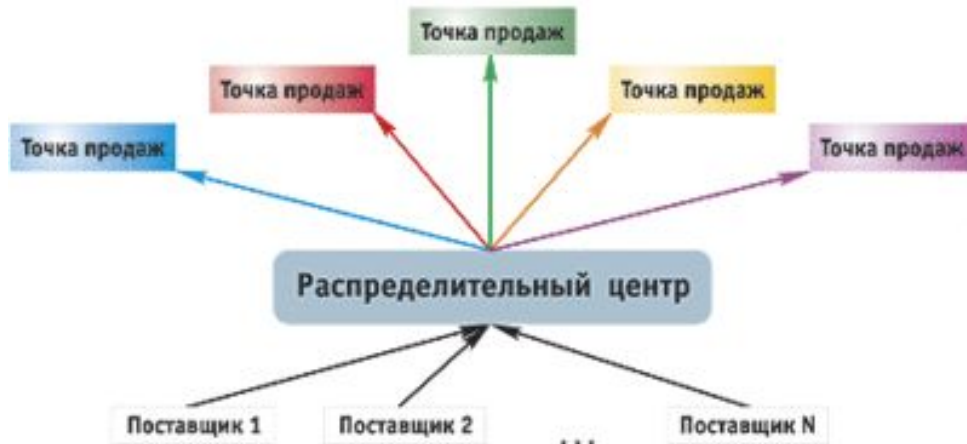 Точка продаж
Точка продаж
Точка продаж
Точка продаж
Точка продаж
Распределительный центр
Поставщик 1
Поставщик 2
...
Поставщик N